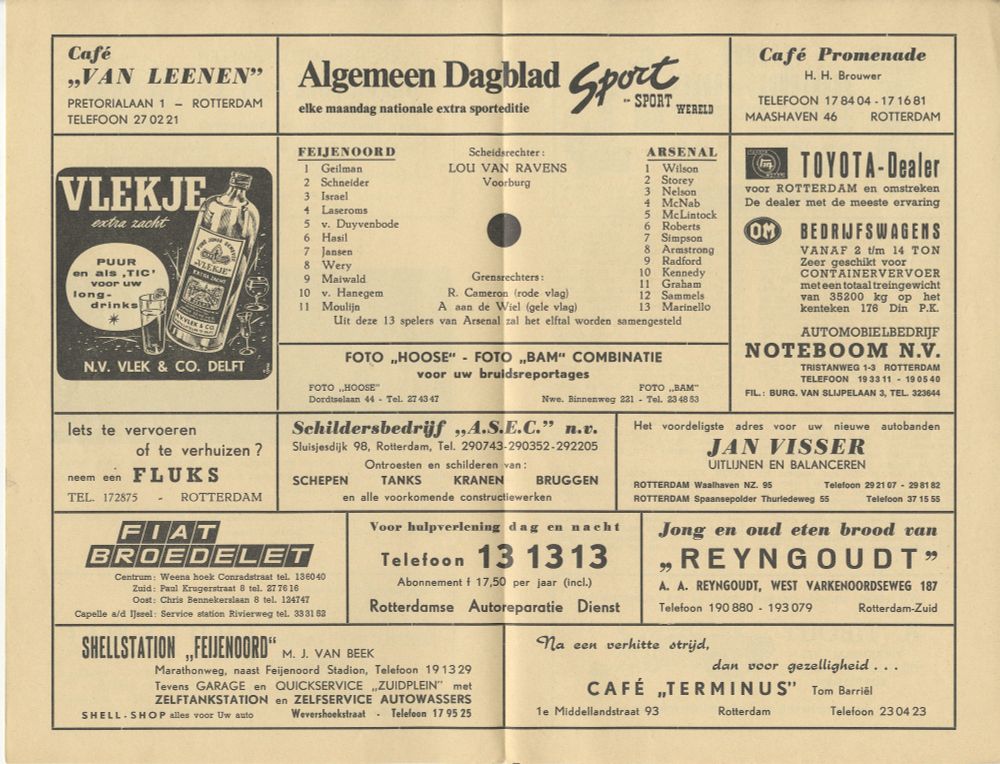 Café
„VAN LEENEN”
PRETORIALAAN 1 — ROTTERDAM
TELEFOON 27 02 21
Algemeen Dagblad Sport
en SPORT WERELD
elke maandag nationale extra sporteditie
Café Promenade
H. H. Brouwer
TELEFOON 17 84 04 - 17 16 81
MAASHAVEN 46 ROTTERDAM
VLEKJE
extra zacht
PUUR
en als ‚TIC’
voor uw
long-
drinks
PURE JONGE GENEVER
„VLEKJE”
EXTRA ZACHT
N.V. VLEK & CO.
N.V. VLEK & CO. DELFT
FEIJENOORD
1 Geilman
2 Schneider
3 Israel
4 Laseroms
5 v. Duyvenbode
6 Hasil
7 Jansen
8 Wery
9 Maiwald
10 v. Hanegem
11 Moulijn
Scheidsrechter:
LOU VAN RAVENS
Voorburg
Grensrechters:
R. Cameron (rode vlag)
A aan de Wiel (gele vlag)
ARSENAL
1 Wilson
2 Storey
3 Nelson
4 McNab
5 McLintock
6 Roberts
7 Simpson
8 Armstrong
9 Radford
10 Kennedy
11 Graham
12 Sammels
13 Marinello
Uit deze 13 spelers van Arsenal zal het elftal worden samengesteld
TOYOTA-Dealer
voor ROTTERDAM en omstreken
De dealer met de meeste ervaring
OM BEDRIJFSWAGENS
VANAF 2 t/m 14 TON
Zeer geschikt voor
CONTAINERVERVOER
met een totaal treingewicht
van 35200 kg op het
kenteken 176 Din P.K.
AUTOMOBIELBEDRIJF
NOTEBOOM N.V.
TRISTANWEG 1-3 ROTTERDAM
TELEFOON 19 33 11 - 19 05 40
FIL.: BURG. VAN SLIJPELAAN 3, TEL. 323644
FOTO „HOOSE” - FOTO „BAM” COMBINATIE
voor uw bruidsreportages
FOTO „HOOSE”
Dordtselaan 44 - Tel. 27 43 47
FOTO „BAM”
Nwe. Binnenweg 221 - Tel. 23 48 53
Iets te vervoeren
of te verhuizen ?
neem een FLUKS
TEL. 172875 - ROTTERDAM
Schildersbedrijf „A.S.E.C.” n.v.
Sluisjesdijk 98, Rotterdam, Tel. 290743-290352-292205
Ontroesten en schilderen van:
SCHEPEN TANKS KRANEN BRUGGEN
en alle voorkomende constructiewerken
Het voordeligste adres voor uw nieuwe autobanden
JAN VISSER
UITLIJNEN EN BALANCEREN
ROTTERDAM Waalhaven NZ. 95 Telefoon 29 21 07 - 29 81 82
ROTTERDAM Spaansepolder Thurledeweg 55 Telefoon 37 15 55
FIAT
BROEDELET
Centrum: Weena hoek Conradstraat tel. 13 60 40
Zuid: Paul Krugerstraat 8 tel. 27 76 16
Oost: Chris Bennekerslaan 8 tel. 124747
Capelle a/d IJssel: Service station Rivierweg tel. 33 31 82
Voor hulpverlening dag en nacht
Telefoon 13 13 13
Abonnement f 17,50 per jaar (incl.)
Rotterdamse Autoreparatie Dienst
Jong en oud eten brood van
„REYNGOUDT”
A. A. REYNGOUDT, WEST VARKENOORDSEWEG 187
Telefoon 190 880 - 193 079 Rotterdam-Zuid
SHELLSTATION „FEIJENOORD” M. J. VAN BEEK
Marathonweg, naast Feijenoord Stadion, Telefoon 19 13 29
Tevens GARAGE en QUICKSERVICE „ZUIDPLEIN” met
ZELFTANKSTATION en ZELFSERVICE AUTOWASSERS
SHELL-SHOP alles voor Uw auto Wevershoekstraat - Telefoon 17 95 25
Na een verhitte strijd,
dan voor gezelligheid . . .
CAFÉ „TERMINUS” Tom Barriël
1e Middellandstraat 93 Rotterdam Telefoon 23 04 23